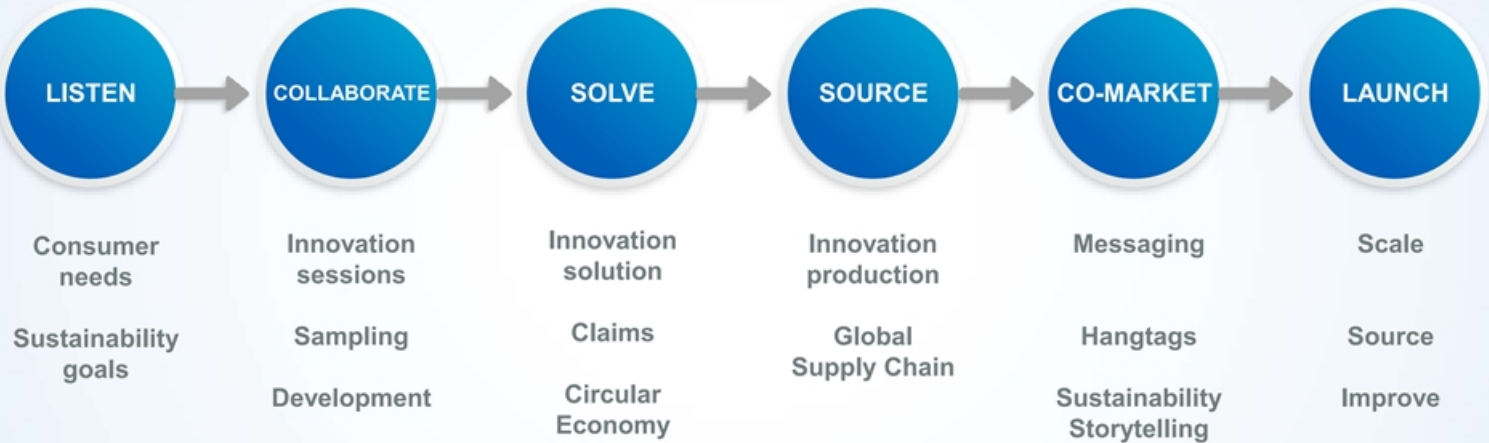 LISTEN
COLLABORATE
SOLVE
SOURCE
CO-MARKET
LAUNCH
Consumer
needs
Sustainability
goals
Innovation
sessions
Sampling
Development
Innovation
solution
Claims
Circular
Economy
Innovation
production
Global
Supply Chain
Messaging
Hangtags
Sustainability
Storytelling
Scale
Source
Improve